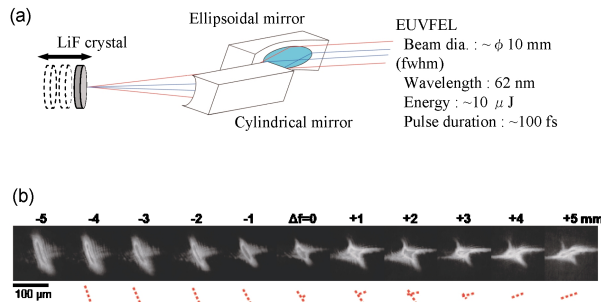 (a)
Ellipsoidal mirror
LiF crystal
Cylindrical mirror
EUVFEL
Beam dia. : ~ φ 10 mm
(fwhm)
Wavelength : 62 nm
Energy : ~10 μ J
Pulse duration : ~100 fs
(b)
-5 -4 -3 -2 -1 Δf=0 +1 +2 +3 +4 +5 mm
100 μm